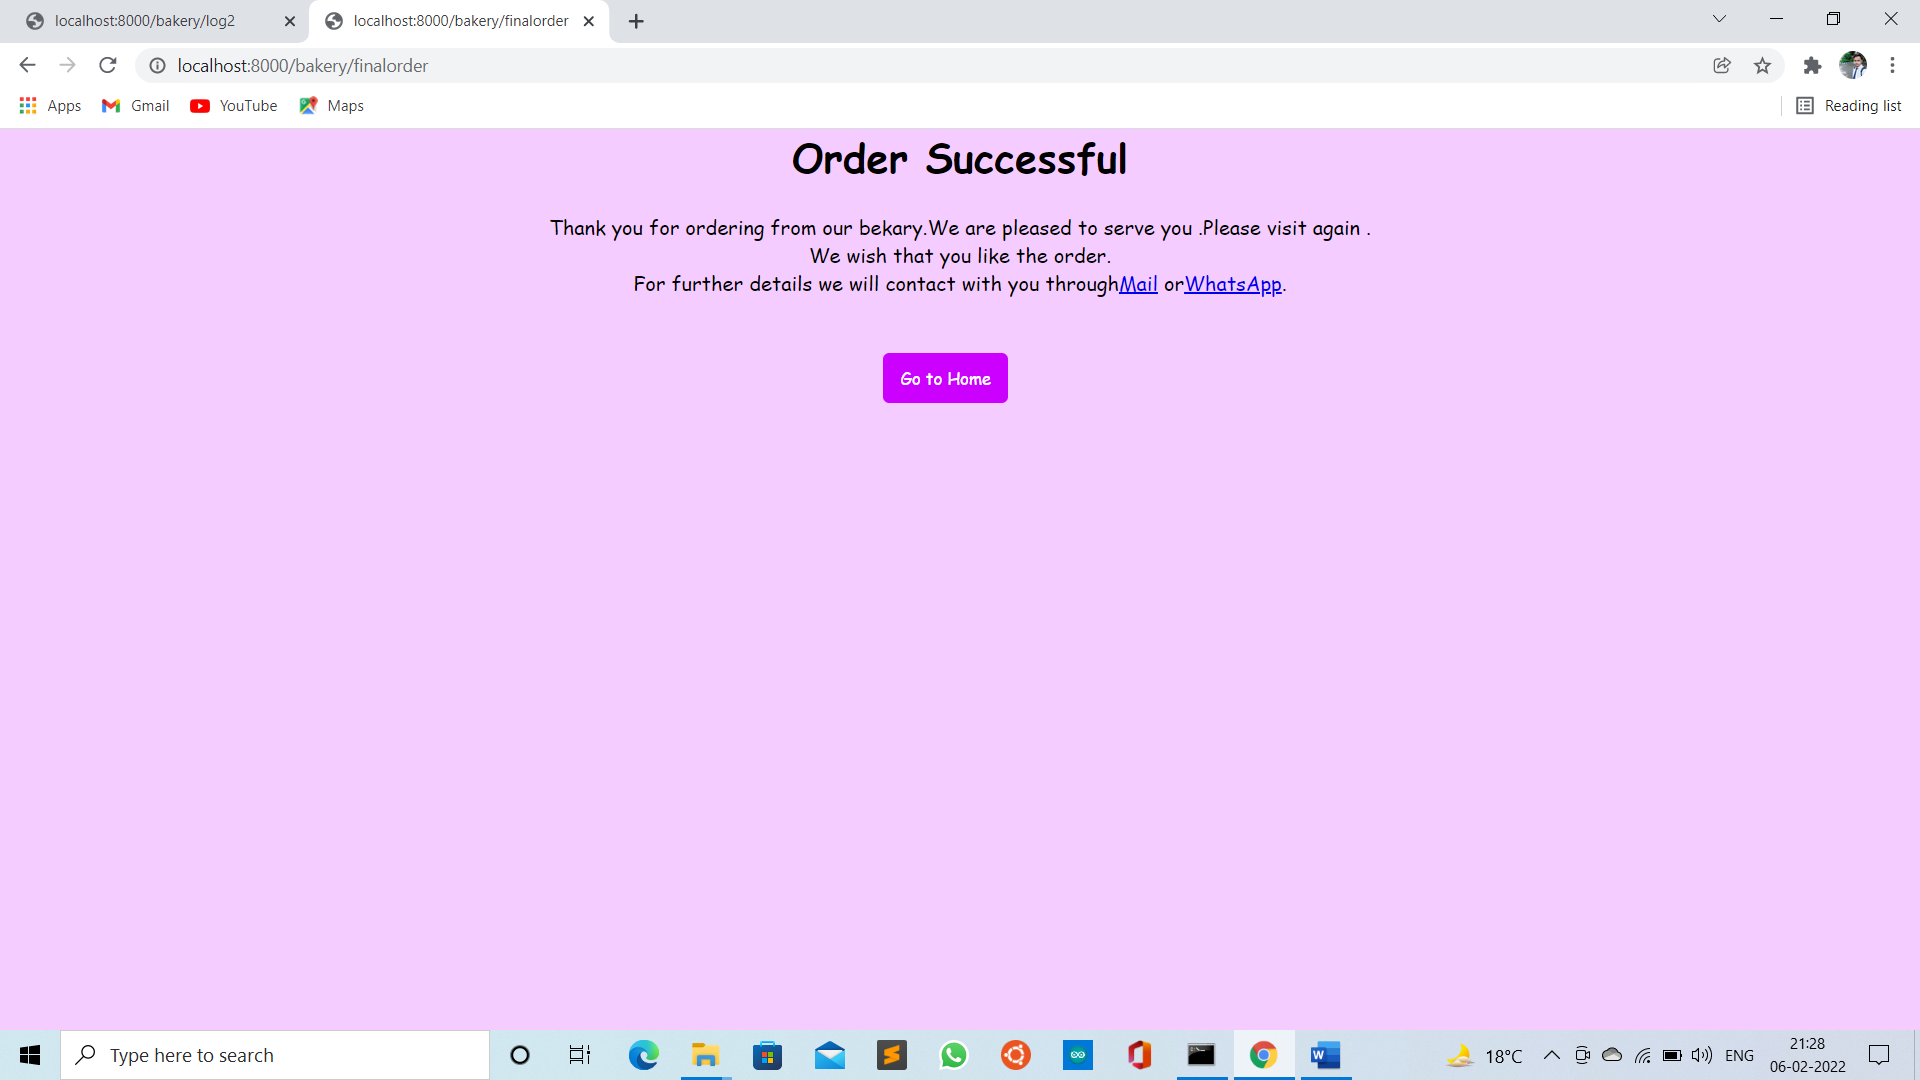 localhost:8000/bakery/log2
localhost:8000/bakery/finalorder
localhost:8000/bakery/finalorder
Apps
Gmail
YouTube
Maps
Reading list
Order Successful
Thank you for ordering from our bekary.We are pleased to serve you .Please visit again .
We wish that you like the order.
For further details we will contact with you throughMail orWhatsApp.
Go to Home
Type here to search
18°C
ENG
21:28
06-02-2022